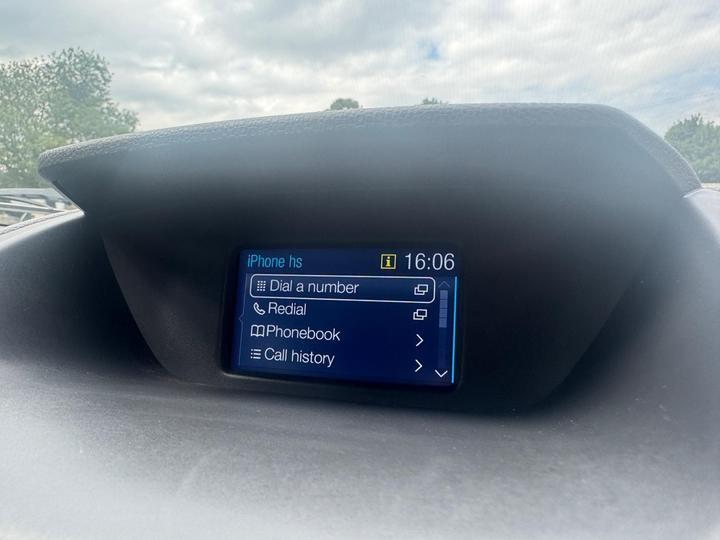 iPhone hs i 16:06
Dial a number
Redial
Phonebook
Call history